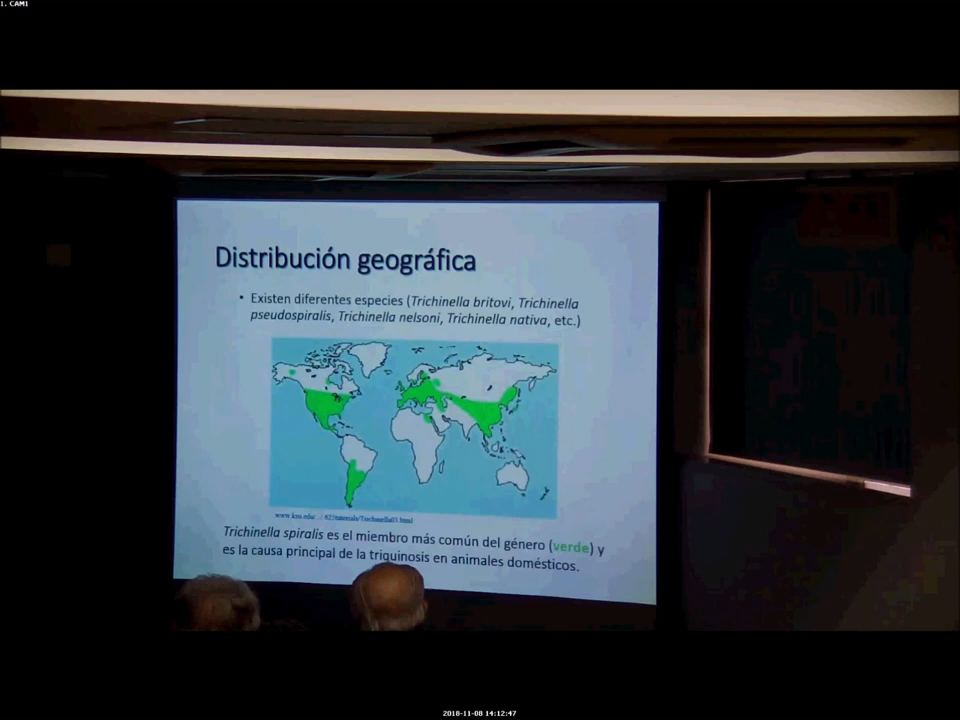 1. CAM1
Distribución geográfica
• Existen diferentes especies (Trichinella britovi, Trichinella
pseudospiralis, Trichinella nelsoni, Trichinella nativa, etc.)
Trichinella spiralis es el miembro más común del género (verde) y
es la causa principal de la triquinosis en animales domésticos.
2018-11-08 14:12:47